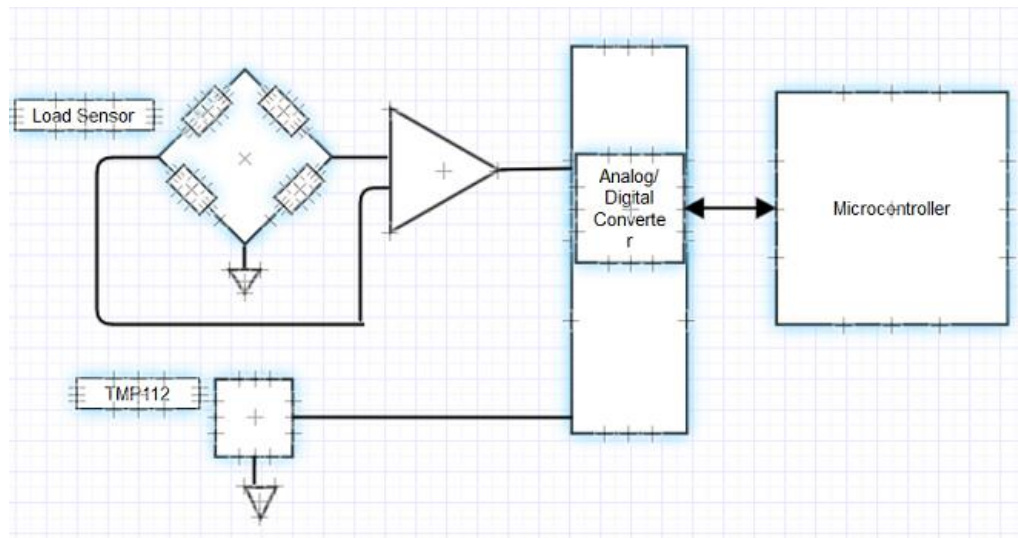 Load Sensor
Analog/
Digital
Converte
r
Microcontroller
TMP112